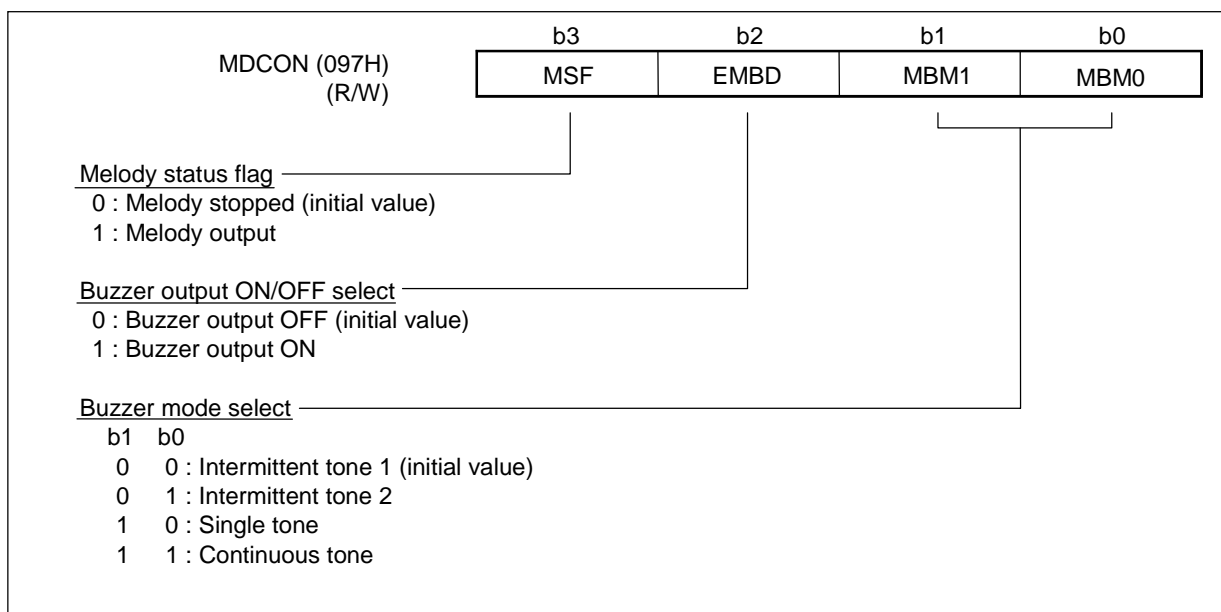 b3 b2 b1 b0
MDCON (097H) MSF EMBD MBM1 MBM0
(R/W)
Melody status flag
0 : Melody stopped (initial value)
1 : Melody output
Buzzer output ON/OFF select
0 : Buzzer output OFF (initial value)
1 : Buzzer output ON
Buzzer mode select
b1 b0
0 0 : Intermittent tone 1 (initial value)
0 1 : Intermittent tone 2
1 0 : Single tone
1 1 : Continuous tone